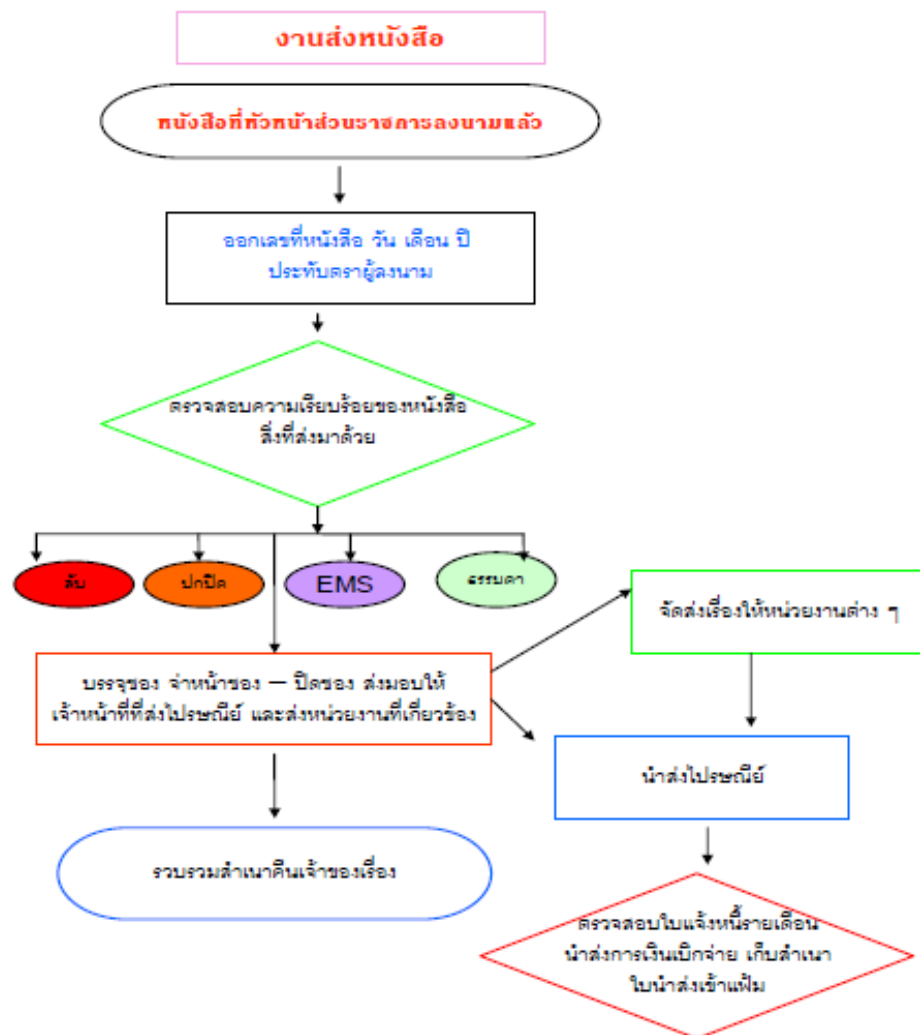 งานส่งหนังสือ
หนังสือที่หัวหน้าส่วนราชการลงนามแล้ว
ออกเลขที่หนังสือ วัน เดือน ปี
ประทับตราผู้ลงนาม
ตรวจสอบความเรียบร้อยของหนังสือ
สิ่งที่ส่งมาด้วย
ลับ
ปกปิด
EMS
ธรรมดา
จัดส่งเรื่องให้หน่วยงานต่าง ๆ
บรรจุซอง จ่าหน้าซอง – ปิดซอง ส่งมอบให้
เจ้าหน้าที่ที่ส่งไปรษณีย์ และส่งหน่วยงานที่เกี่ยวข้อง
นำส่งไปรษณีย์
รวบรวมสำเนาคืนเจ้าของเรื่อง
ตรวจสอบใบแจ้งหนี้รายเดือน
นำส่งการเงินเบิกจ่าย เก็บสำเนา
ใบนำส่งเข้าแฟ้ม